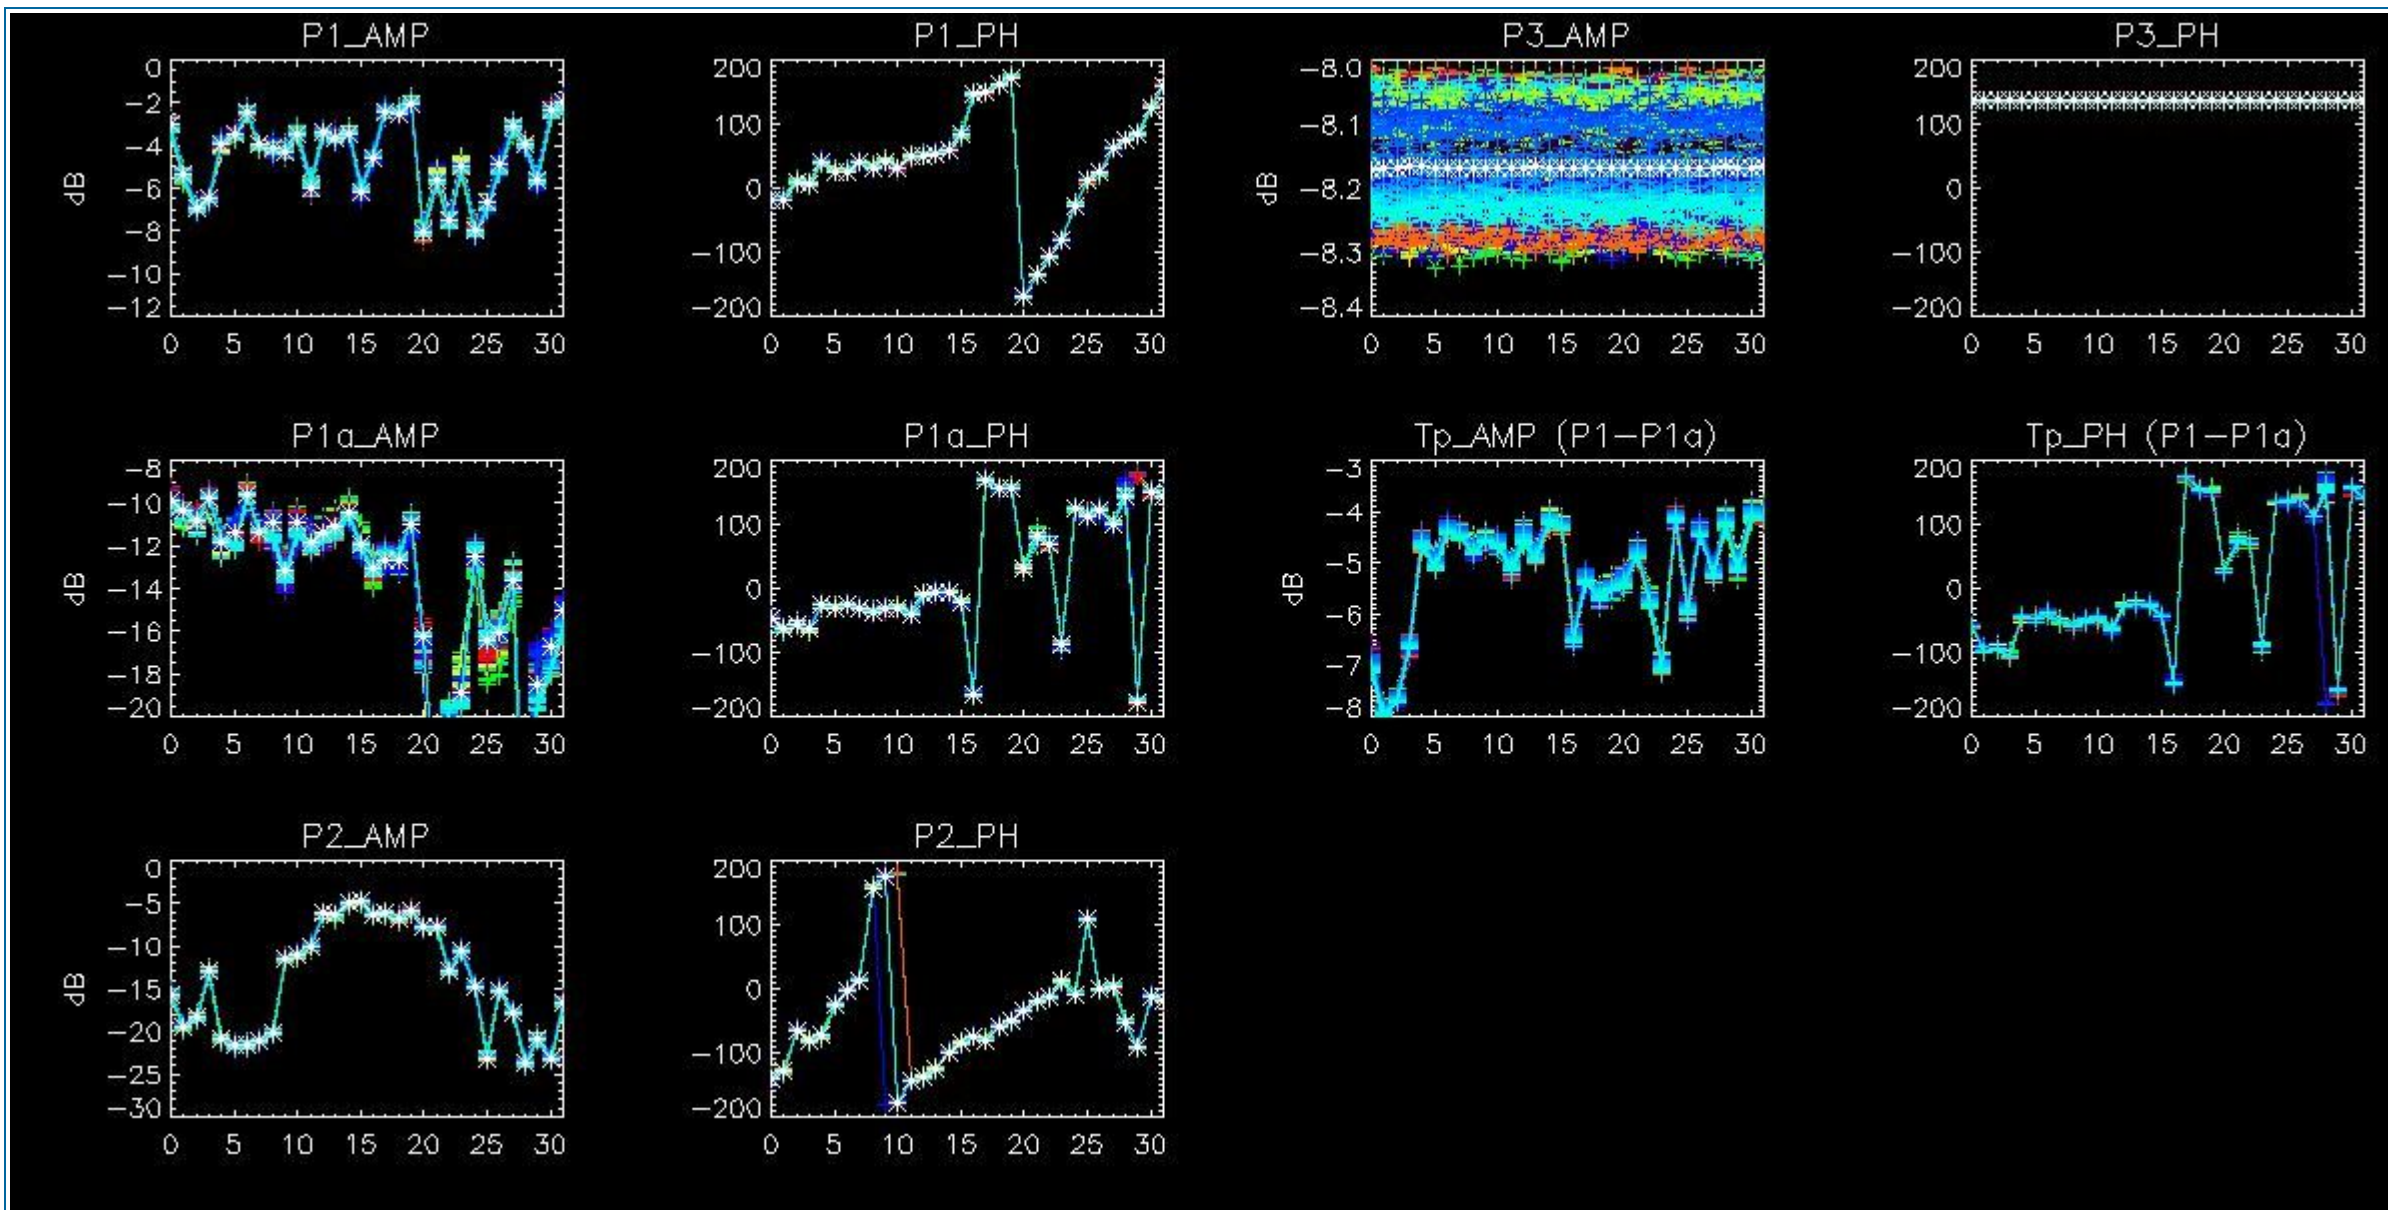 P1_AMP P1_PH P3_AMP P3_PH
0 200 -8.0 200
-2 100 -8.1 100
-4 0 -8.2 0
-6 -100 -8.3 -100
-8 -200 -8.4 -200
-10
-12
dB dB
0 5 10 15 20 25 30 0 5 10 15 20 25 30 0 5 10 15 20 25 30 0 5 10 15 20 25 30
P1a_AMP P1a_PH Tp_AMP (P1-P1a) Tp_PH (P1-P1a)
-8 200 -3 200
-10 100 -4 100
-12 0 -5 0
-14 -100 -6 -100
-16 -200 -7 -200
-18 -8
-20
dB dB
0 5 10 15 20 25 30 0 5 10 15 20 25 30 0 5 10 15 20 25 30 0 5 10 15 20 25 30
P2_AMP P2_PH
0 200
-5 100
-10 0
-15 -100
-20 -200
-25
-30
dB
0 5 10 15 20 25 30 0 5 10 15 20 25 30